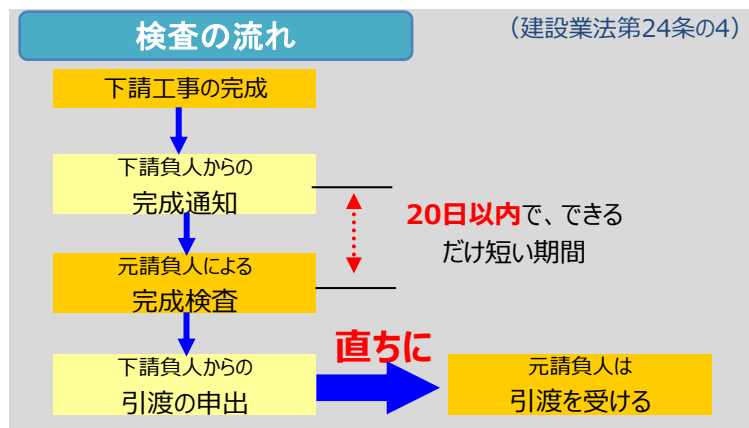 検査の流れ
（建設業法第24条の4）
下請工事の完成
下請負人からの
完成通知
20日以内で、できる
だけ短い期間
元請負人による
完成検査
直ちに
下請負人からの
引渡の申出
元請負人は
引渡を受ける